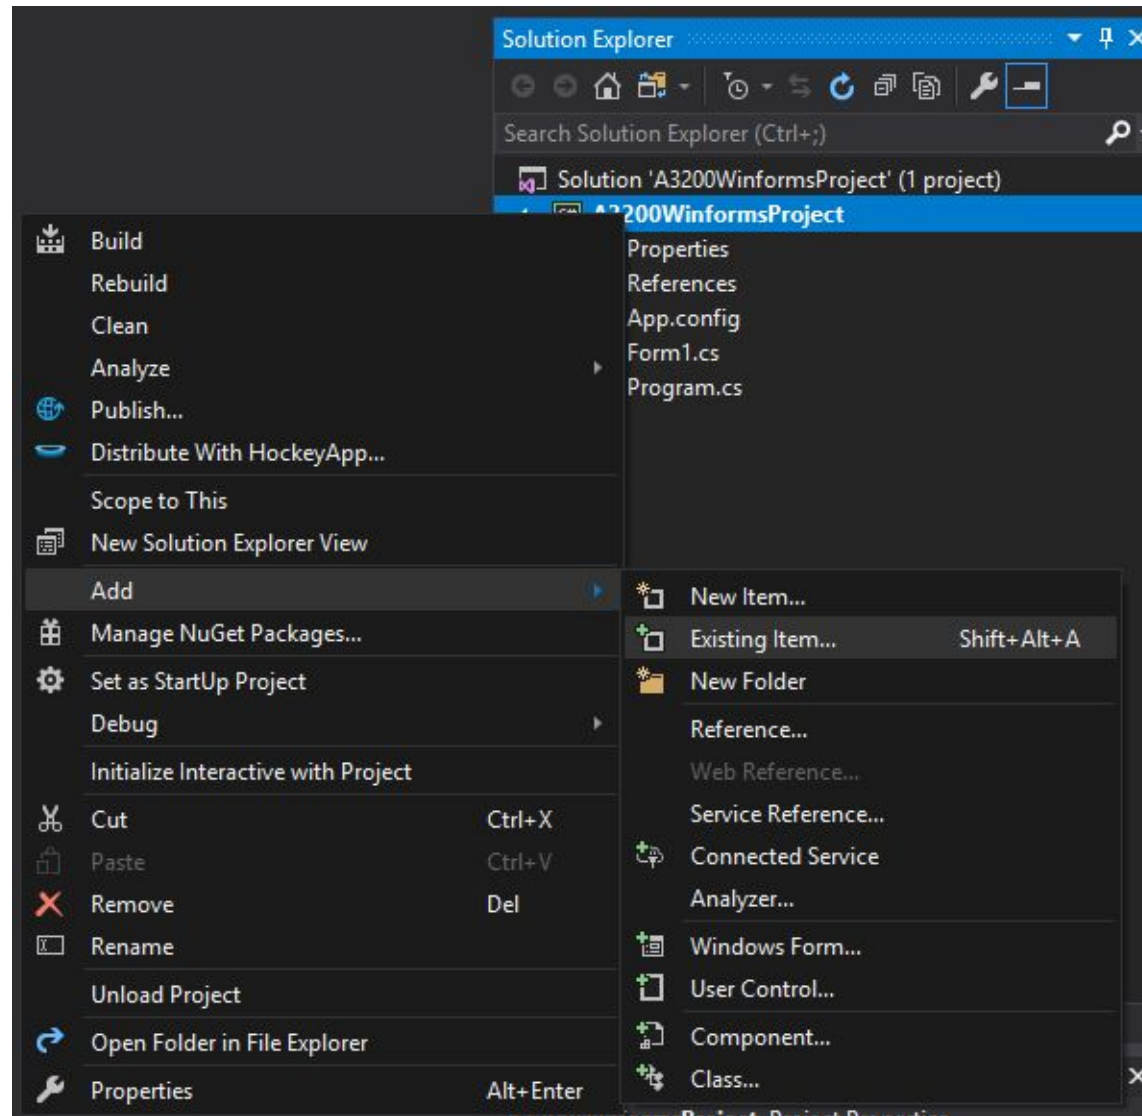 Solution Explorer
Search Solution Explorer (Ctrl+;)
Solution 'A3200WinformsProject' (1 project)
A3200WinformsProject
Properties
References
App.config
Form1.cs
Program.cs
Build
Rebuild
Clean
Analyze
Publish...
Distribute With HockeyApp...
Scope to This
New Solution Explorer View
Add
Manage NuGet Packages...
Set as StartUp Project
Debug
Initialize Interactive with Project
Cut Ctrl+X
Paste Ctrl+V
Remove Del
Rename
Unload Project
Open Folder in File Explorer
Properties Alt+Enter
New Item...
Existing Item... Shift+Alt+A
New Folder
Reference...
Web Reference...
Service Reference...
Connected Service
Analyzer...
Windows Form...
User Control...
Component...
Class...
Project Project Properties